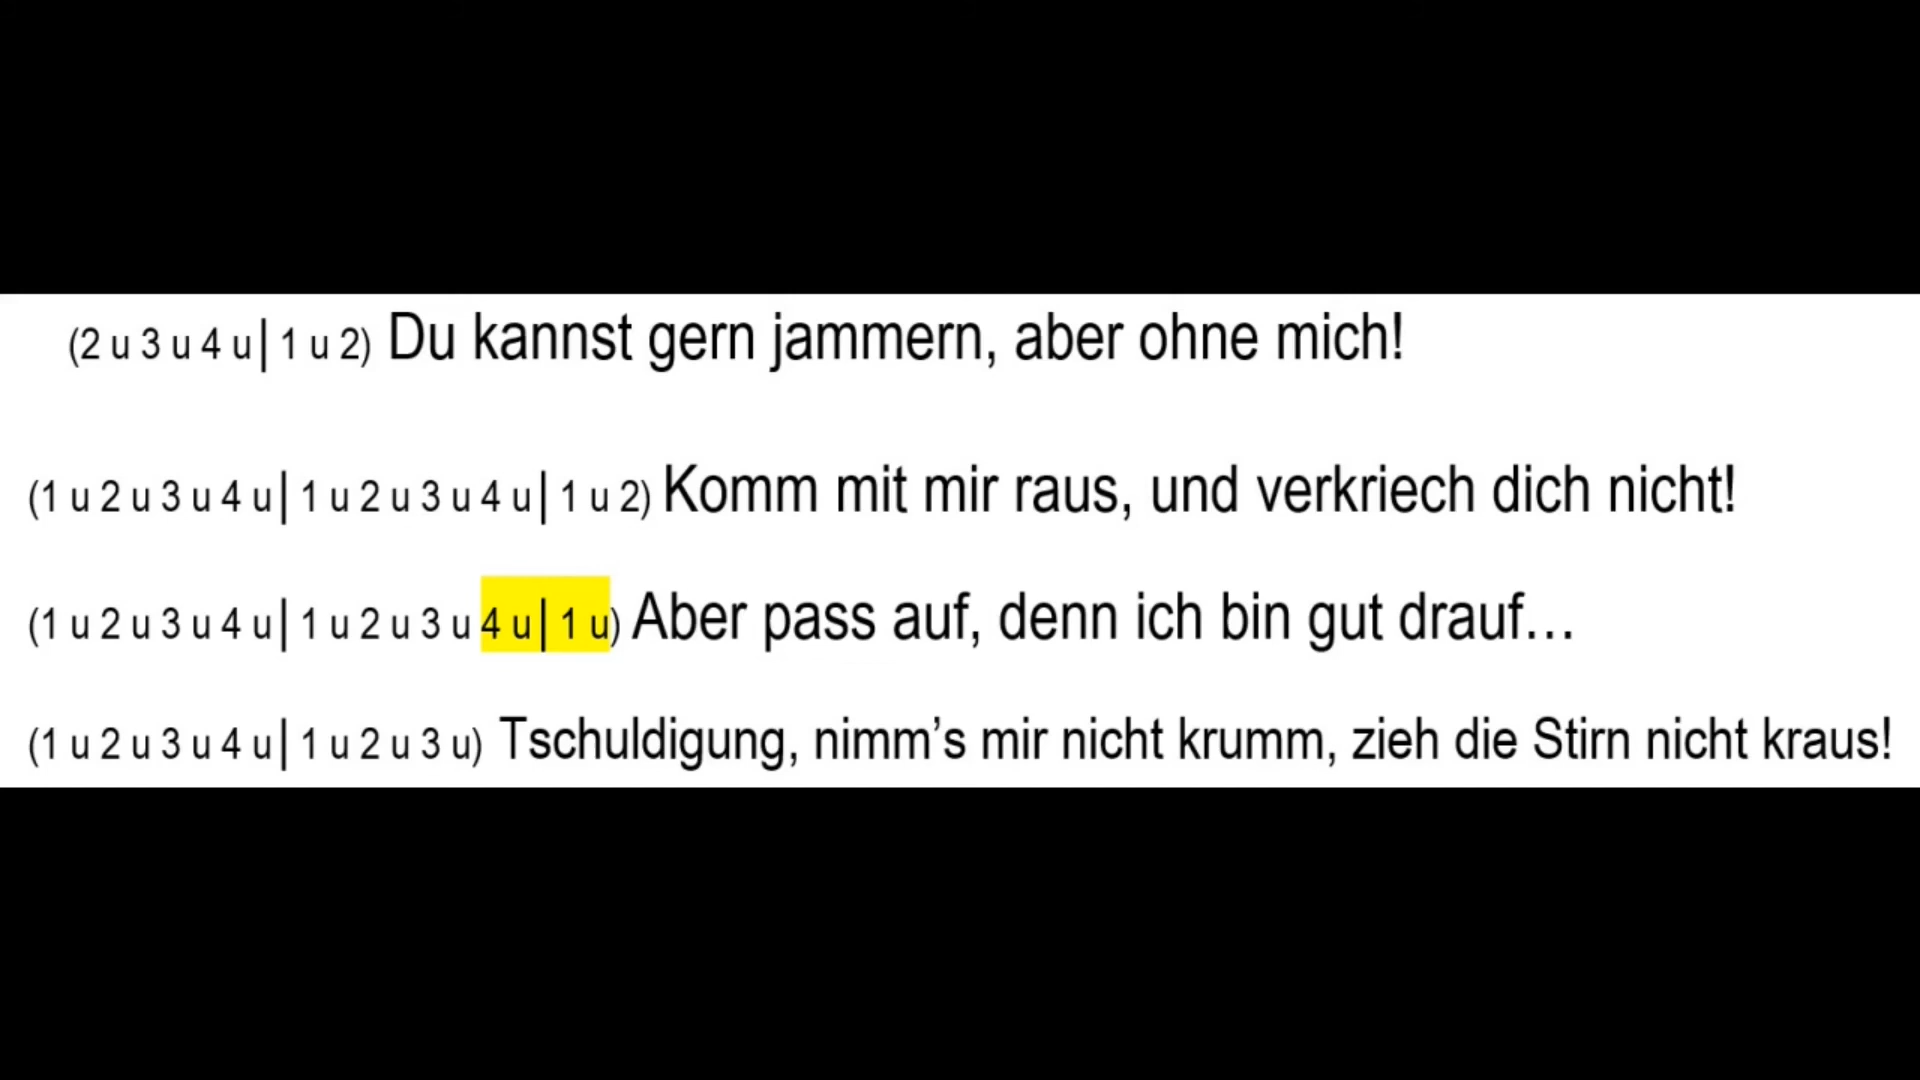 (2 u 3 u 4 u| 1 u 2) Du kannst gern jammern, aber ohne mich!
(1 u 2 u 3 u 4 u| 1 u 2 u 3 u 4 u| 1 u 2) Komm mit mir raus, und verkriech dich nicht!
(1 u 2 u 3 u 4 u| 1 u 2 u 3 u 4 u| 1 u) Aber pass auf, denn ich bin gut drauf...
(1 u 2 u 3 u 4 u| 1 u 2 u 3 u) Tschuldigung, nimm’s mir nicht krumm, zieh die Stirn nicht kraus!